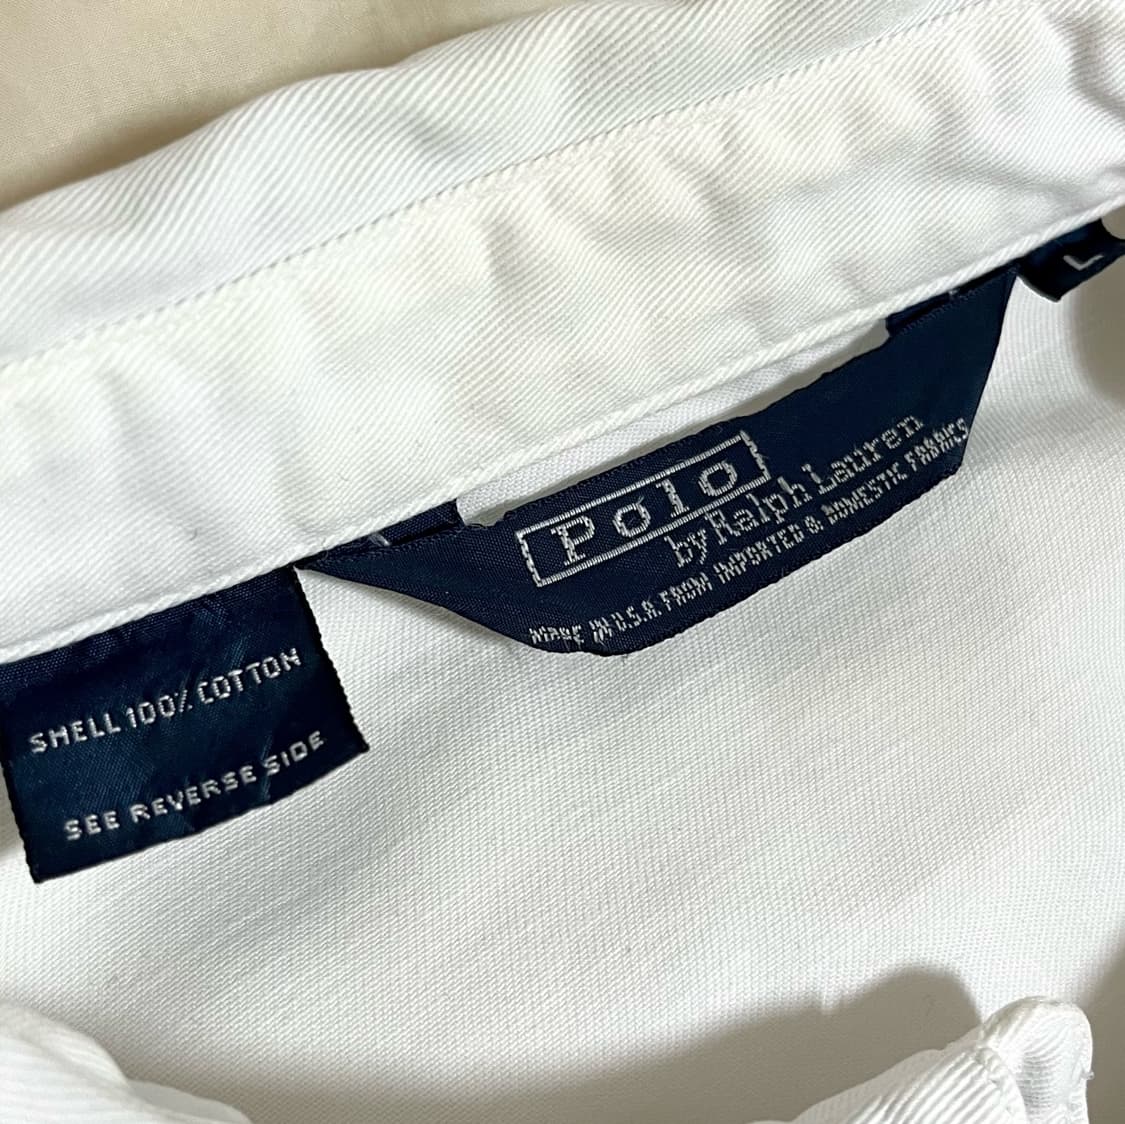 L
Polo
by Ralph Lauren
MADE IN U.S.A. FROM IMPORTED & DOMESTIC FABRICS
SHELL 100% COTTON
SEE REVERSE SIDE